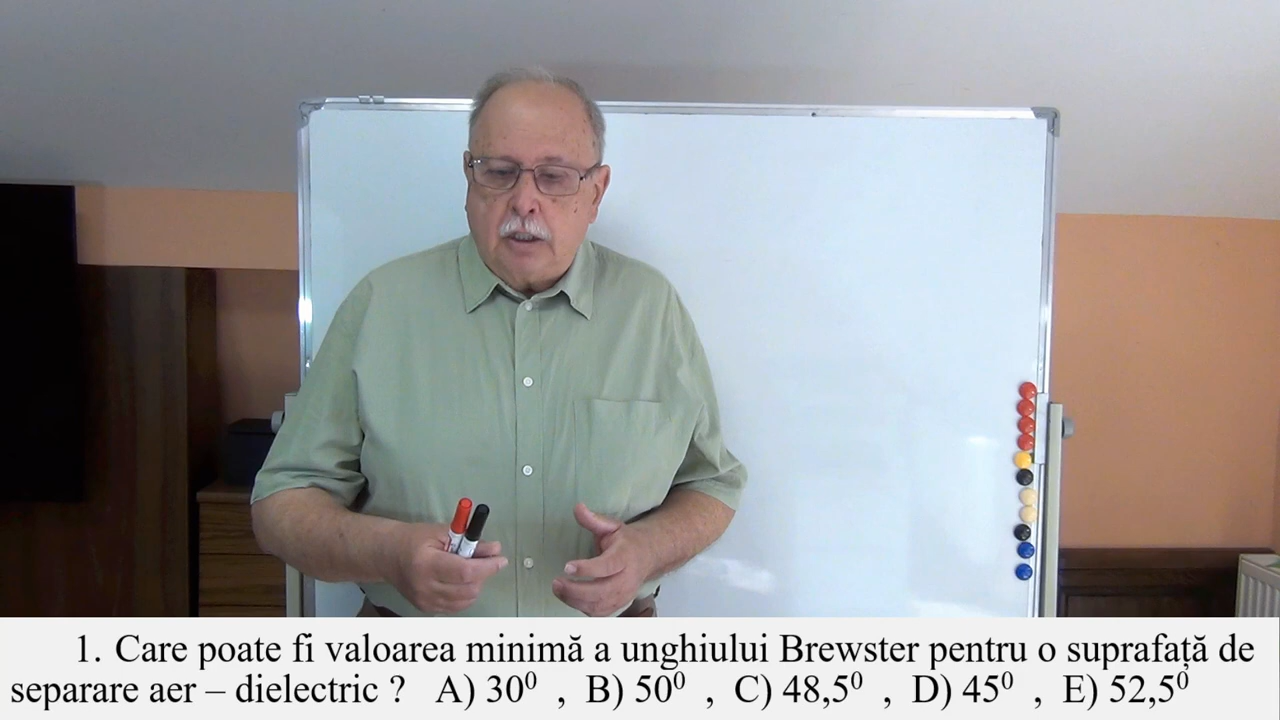 1. Care poate fi valoarea minimă a unghiului Brewster pentru o suprafață de
separare aer – dielectric ? A) 30⁰ , B) 50⁰ , C) 48,5⁰ , D) 45⁰ , E) 52,5⁰